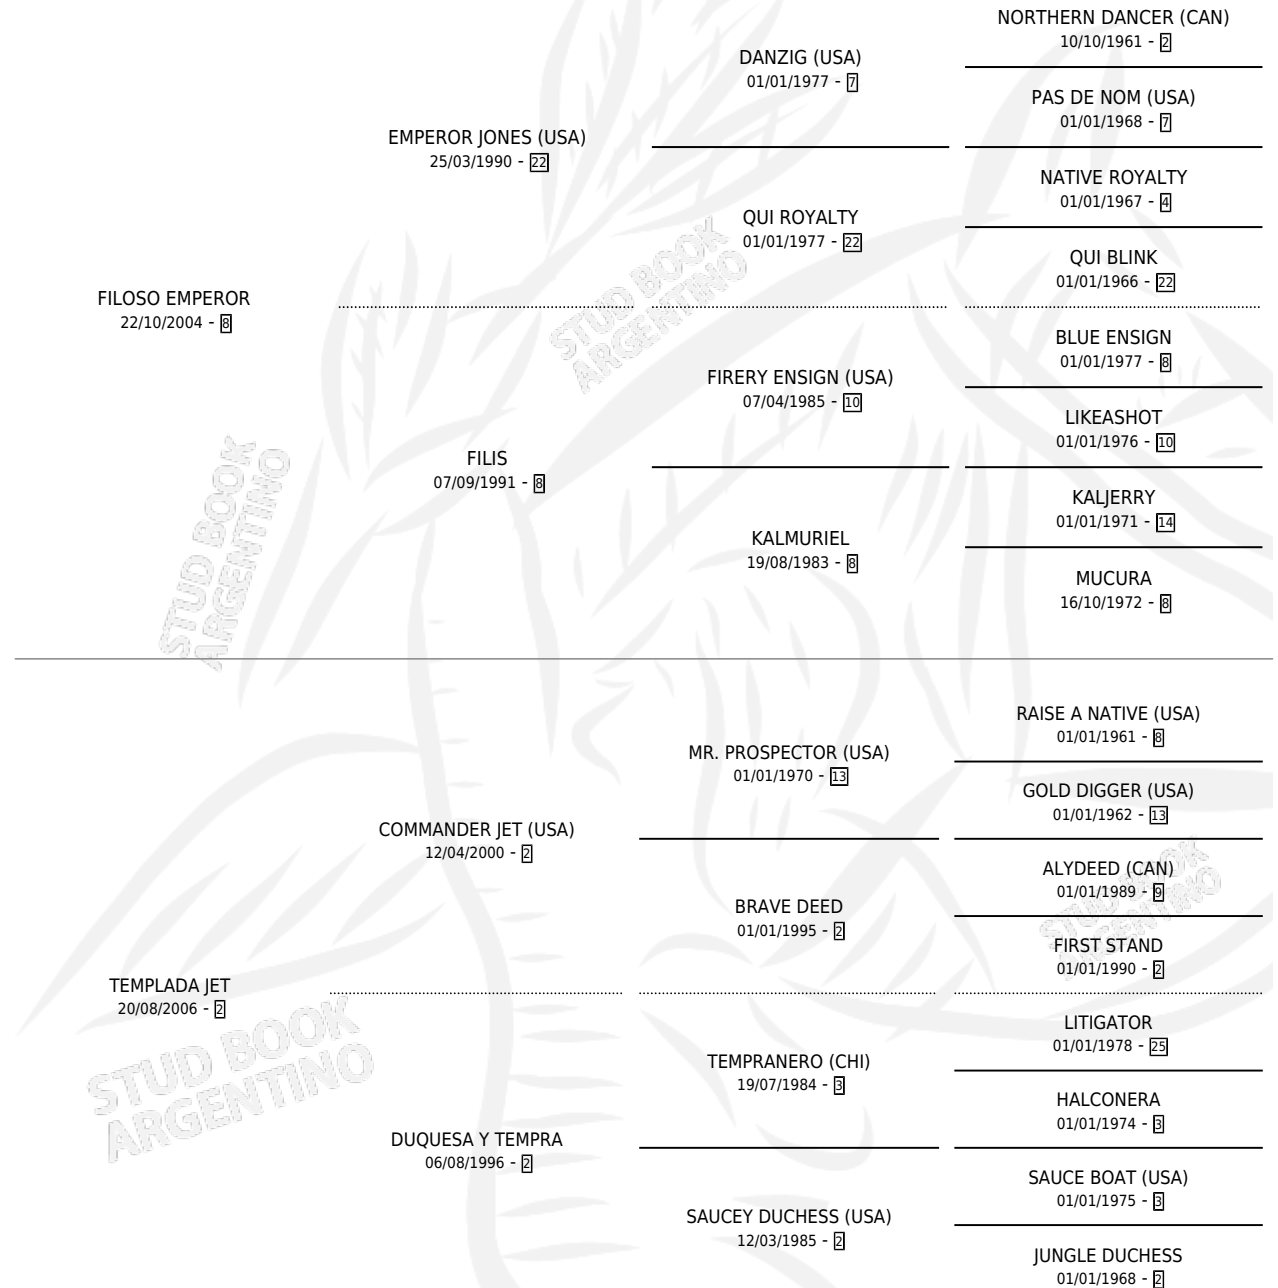 NORTHERN DANCER (CAN)
10/10/1961 - 2
DANZIG (USA)
01/01/1977 - 7
PAS DE NOM (USA)
01/01/1968 - 7
EMPEROR JONES (USA)
25/03/1990 - 22
NATIVE ROYALTY
01/01/1967 - 4
QUI ROYALTY
01/01/1977 - 22
QUI BLINK
01/01/1966 - 22
FILOSO EMPEROR
22/10/2004 - 8
STUD BOOK
ARGENTINO
BLUE ENSIGN
01/01/1977 - 8
FIRERY ENSIGN (USA)
07/04/1985 - 10
LIKEASHOT
01/01/1976 - 10
FILIS
07/09/1991 - 8
STUD BOOK
ARGENTINO
KALJERRY
01/01/1971 - 14
KALMURIEL
19/08/1983 - 8
MUCURA
16/10/1972 - 8
RAISE A NATIVE (USA)
01/01/1961 - 8
MR. PROSPECTOR (USA)
01/01/1970 - 13
GOLD DIGGER (USA)
01/01/1962 - 13
COMMANDER JET (USA)
12/04/2000 - 2
ALYDEED (CAN)
01/01/1989 - 9
STUD BOOK
ARGENTINO
BRAVE DEED
01/01/1995 - 2
FIRST STAND
01/01/1990 - 2
TEMPLADA JET
20/08/2006 - 2
STUD BOOK
ARGENTINO
LITIGATOR
01/01/1978 - 25
TEMPRANERO (CHI)
19/07/1984 - 3
HALCONERA
01/01/1974 - 3
DUQUESA Y TEMPRA
06/08/1996 - 2
SAUCE BOAT (USA)
01/01/1975 - 3
SAUCEY DUCHESS (USA)
12/03/1985 - 2
JUNGLE DUCHESS
01/01/1968 - 2